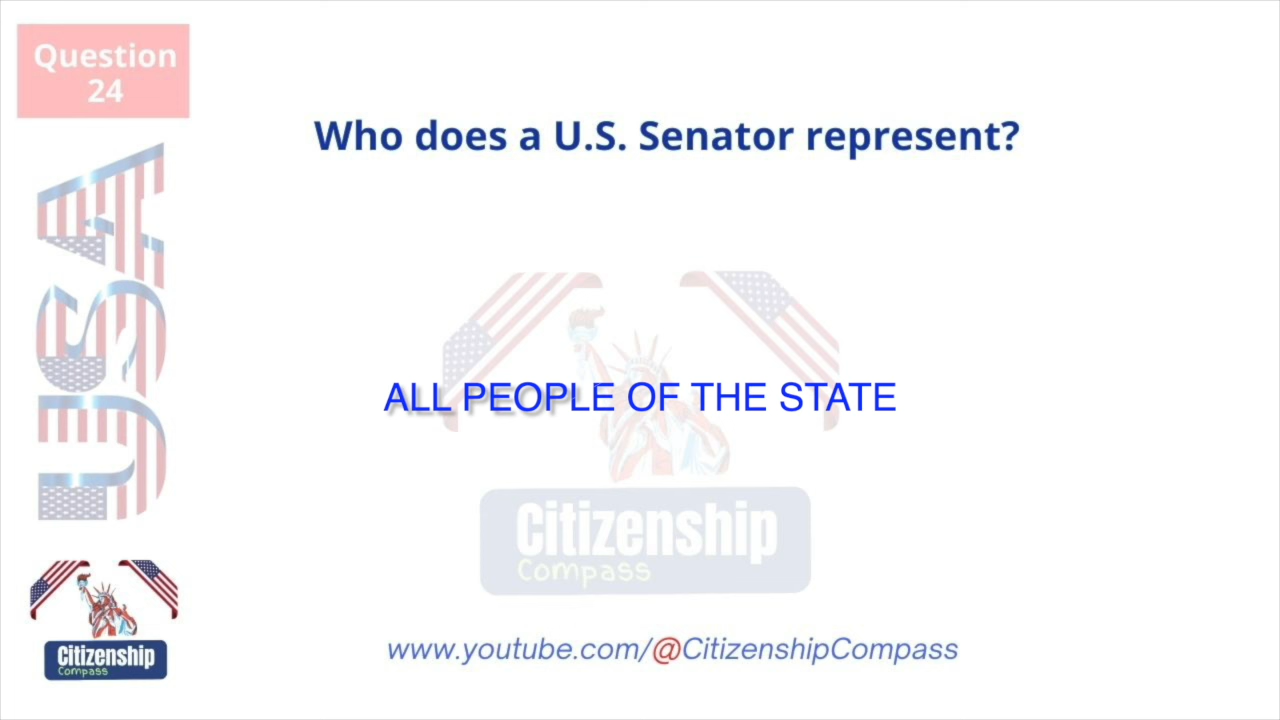 Question
24
Who does a U.S. Senator represent?
USA
ALL PEOPLE OF THE STATE
Citizenship
Compass
Citizenship
Compass
www.youtube.com/@CitizenshipCompass